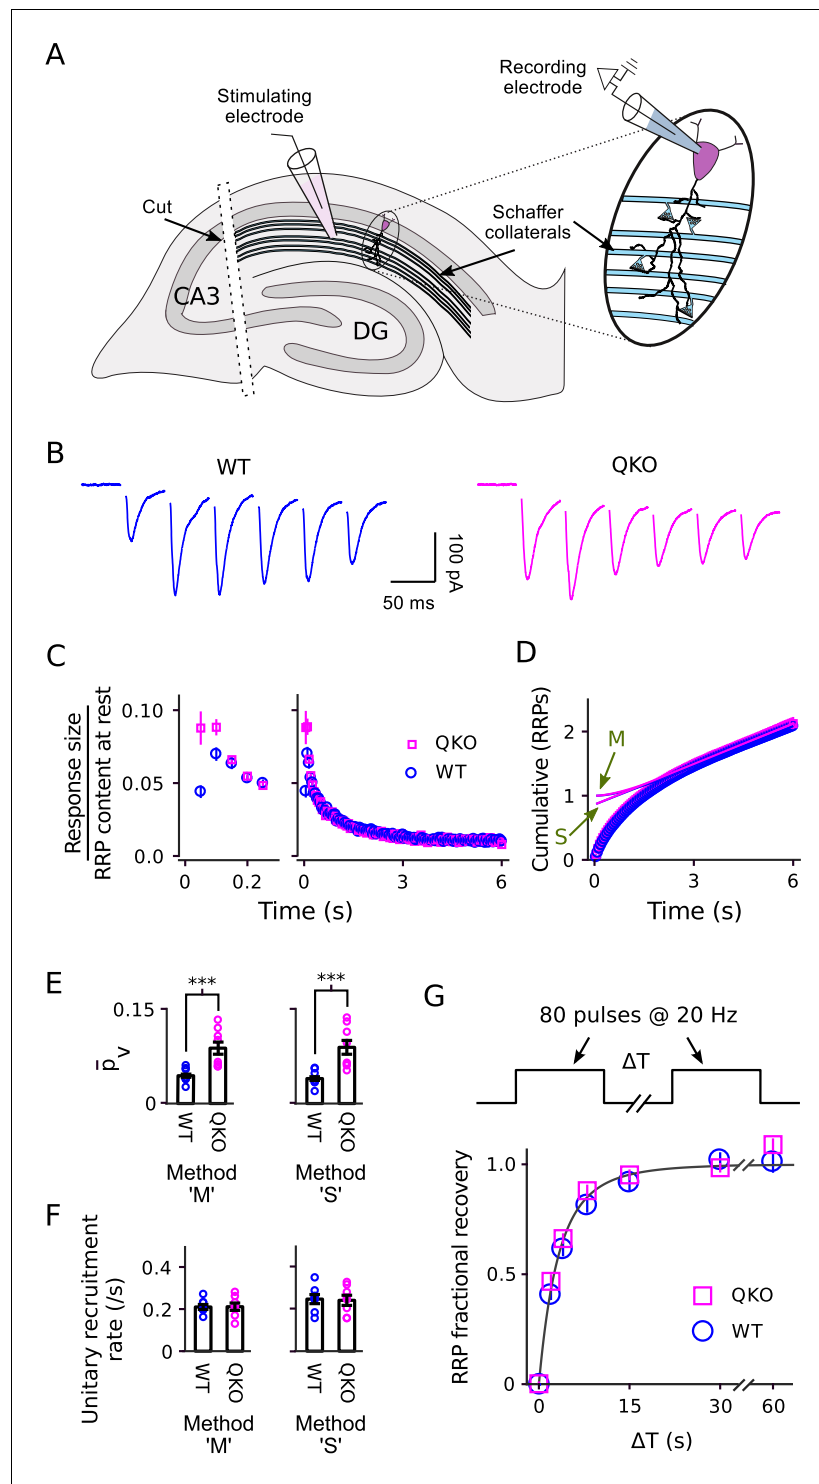 A
Recording
electrode
Stimulating
electrode
Cut
Schaffer
collaterals
CA3
DG
B
WT
QKO
100 pA
50 ms
C
Response size
RRP content at rest
0.10
0.05
0.0
0
0.2
0
3
6
Time (s)
QKO
WT
D
Cumulative (RRPs)
2
1
0
M
S
0
6
Time (s)
E
p̅v
0.15
0
***
***
WT
QKO
WT
QKO
Method
'M'
Method
'S'
F
Unitary recruitment
rate (/s)
0.4
0.2
0
WT
QKO
WT
QKO
Method
'M'
Method
'S'
G
80 pulses @ 20 Hz
ΔT
RRP fractional recovery
1.0
0.5
0
QKO
WT
0
15
30
60
ΔT (s)